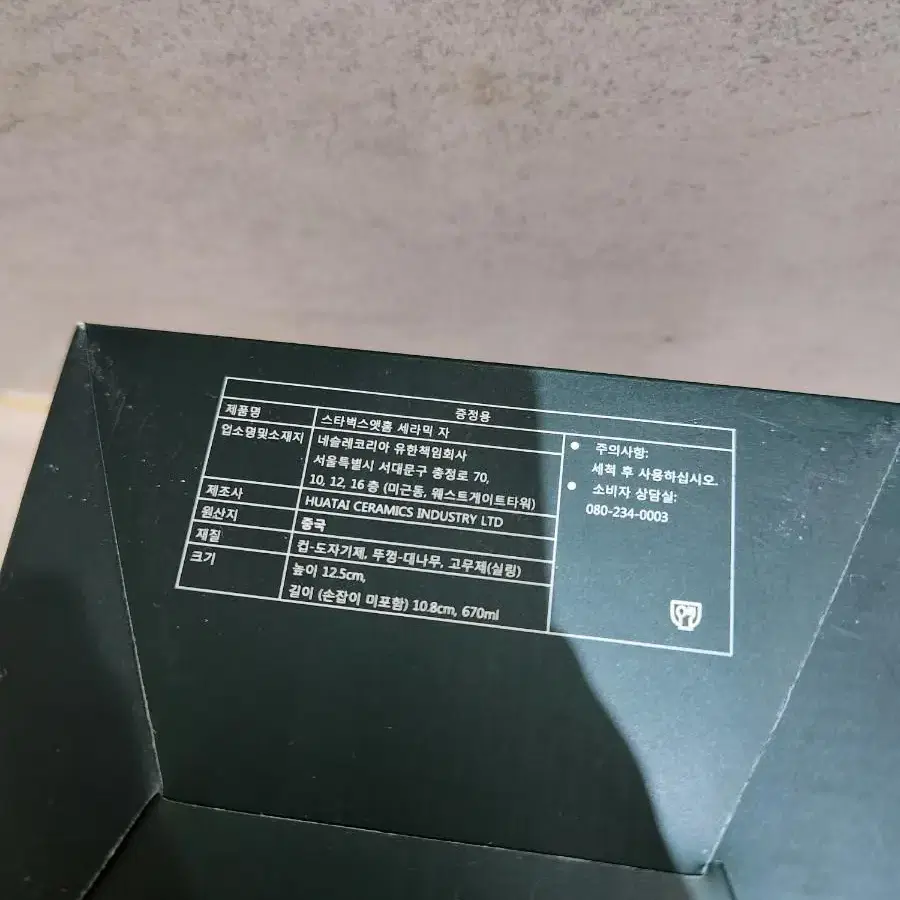 증정용
제품명 스타벅스앳홈 세라믹 자
업소명및소재지 네슬레코리아 유한책임회사
서울특별시 서대문구 충정로 70,
10, 12, 16층 (미근동, 웨스트게이트타워)
제조사 HUATAI CERAMICS INDUSTRY LTD
원산지 중국
재질 컵-도자기제, 뚜껑-대나무, 고무제(실링)
크기 높이 12.5cm,
길이 (손잡이 미포함) 10.8cm, 670ml
● 주의사항:
세척 후 사용하십시오.
● 소비자 상담실:
080-234-0003